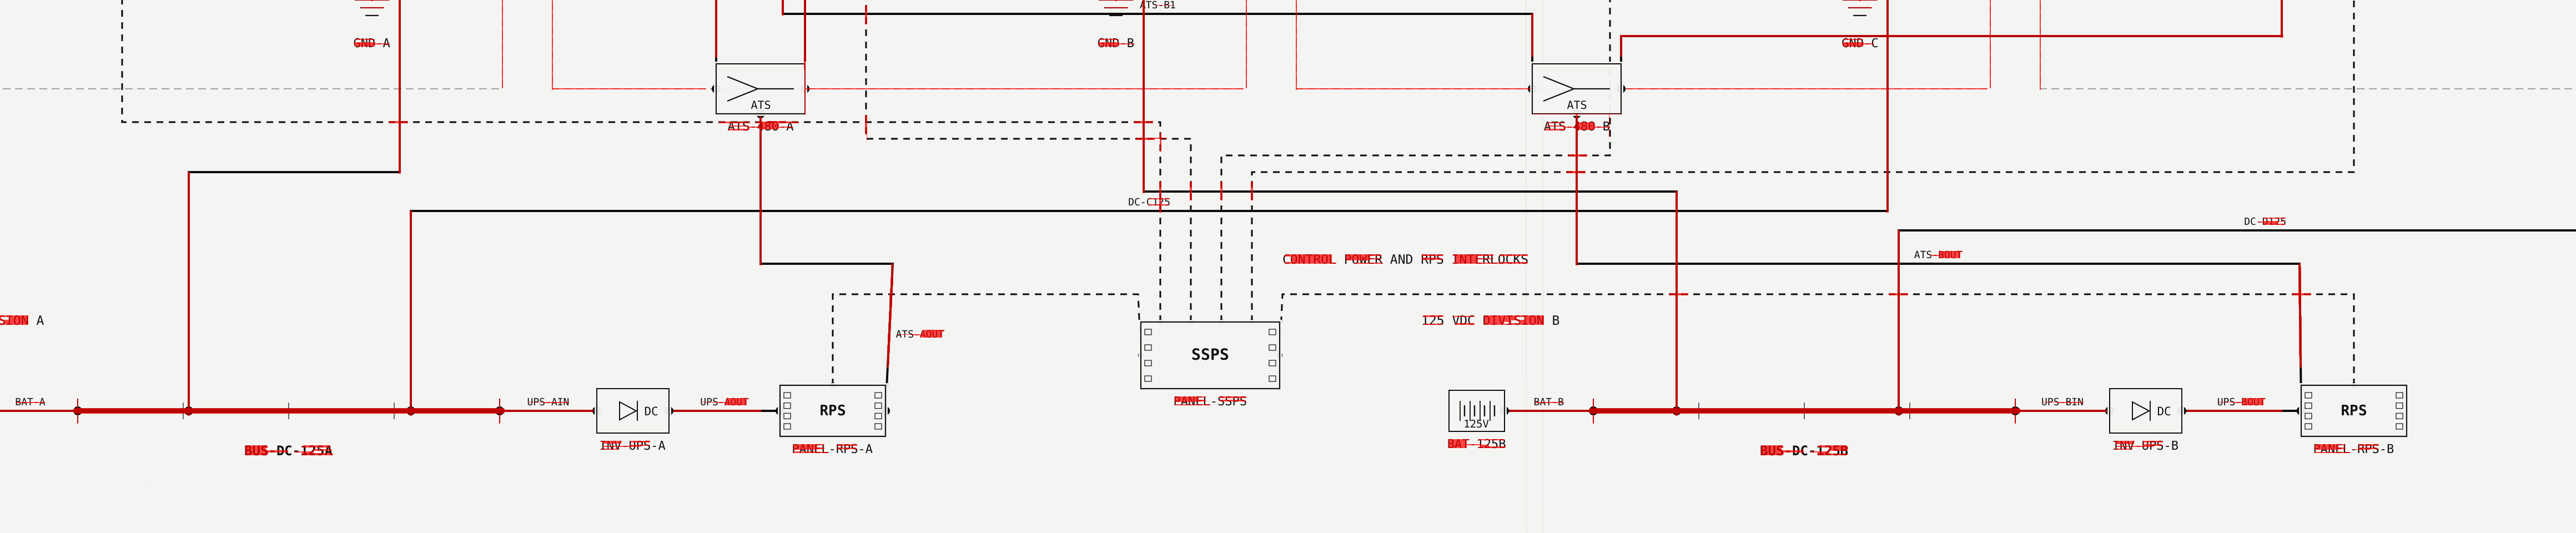 ATS-B1
GND-A
GND-B
GND-C
ATS
ATS
ATS-480-A
ATS-480-B
DC-C125
DC-D125
CONTROL POWER AND RPS INTERLOCKS
ATS-BOUT
SION A
125 VDC DIVISION B
ATS-AOUT
SSPS
PANEL-SSPS
BAT-A
UPS-AIN
DC
UPS-AOUT
RPS
125V
BAT-B
UPS-BIN
DC
UPS-BOUT
RPS
BUS-DC-125A
INV-UPS-A
PANEL-RPS-A
BAT-125B
BUS-DC-125B
INV-UPS-B
PANEL-RPS-B